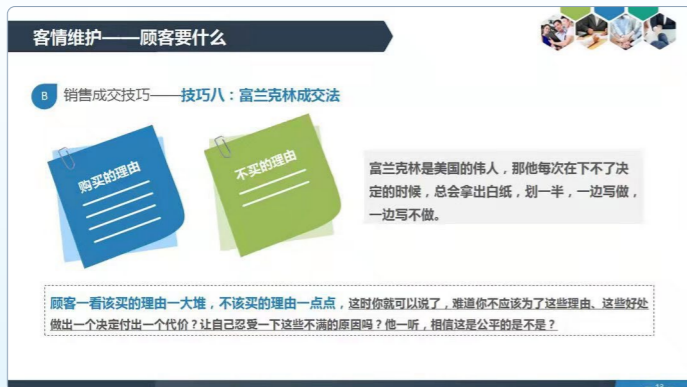 客情维护——顾客要什么
B 销售成交技巧——技巧八：富兰克林成交法
购买的理由
不买的理由
富兰克林是美国的伟人，那他每次在下不了决
定的时候，总会拿出白纸，划一半，一边写做，
一边写不做。
顾客一看该买的理由一大堆，不该买的理由一点点，这时你就可以说了，难道你不应该为了这些理由、这些好处
做出一个决定付出一个代价？让自己忍受一下这些不满的原因吗？他一听，相信这是公平的是不是？